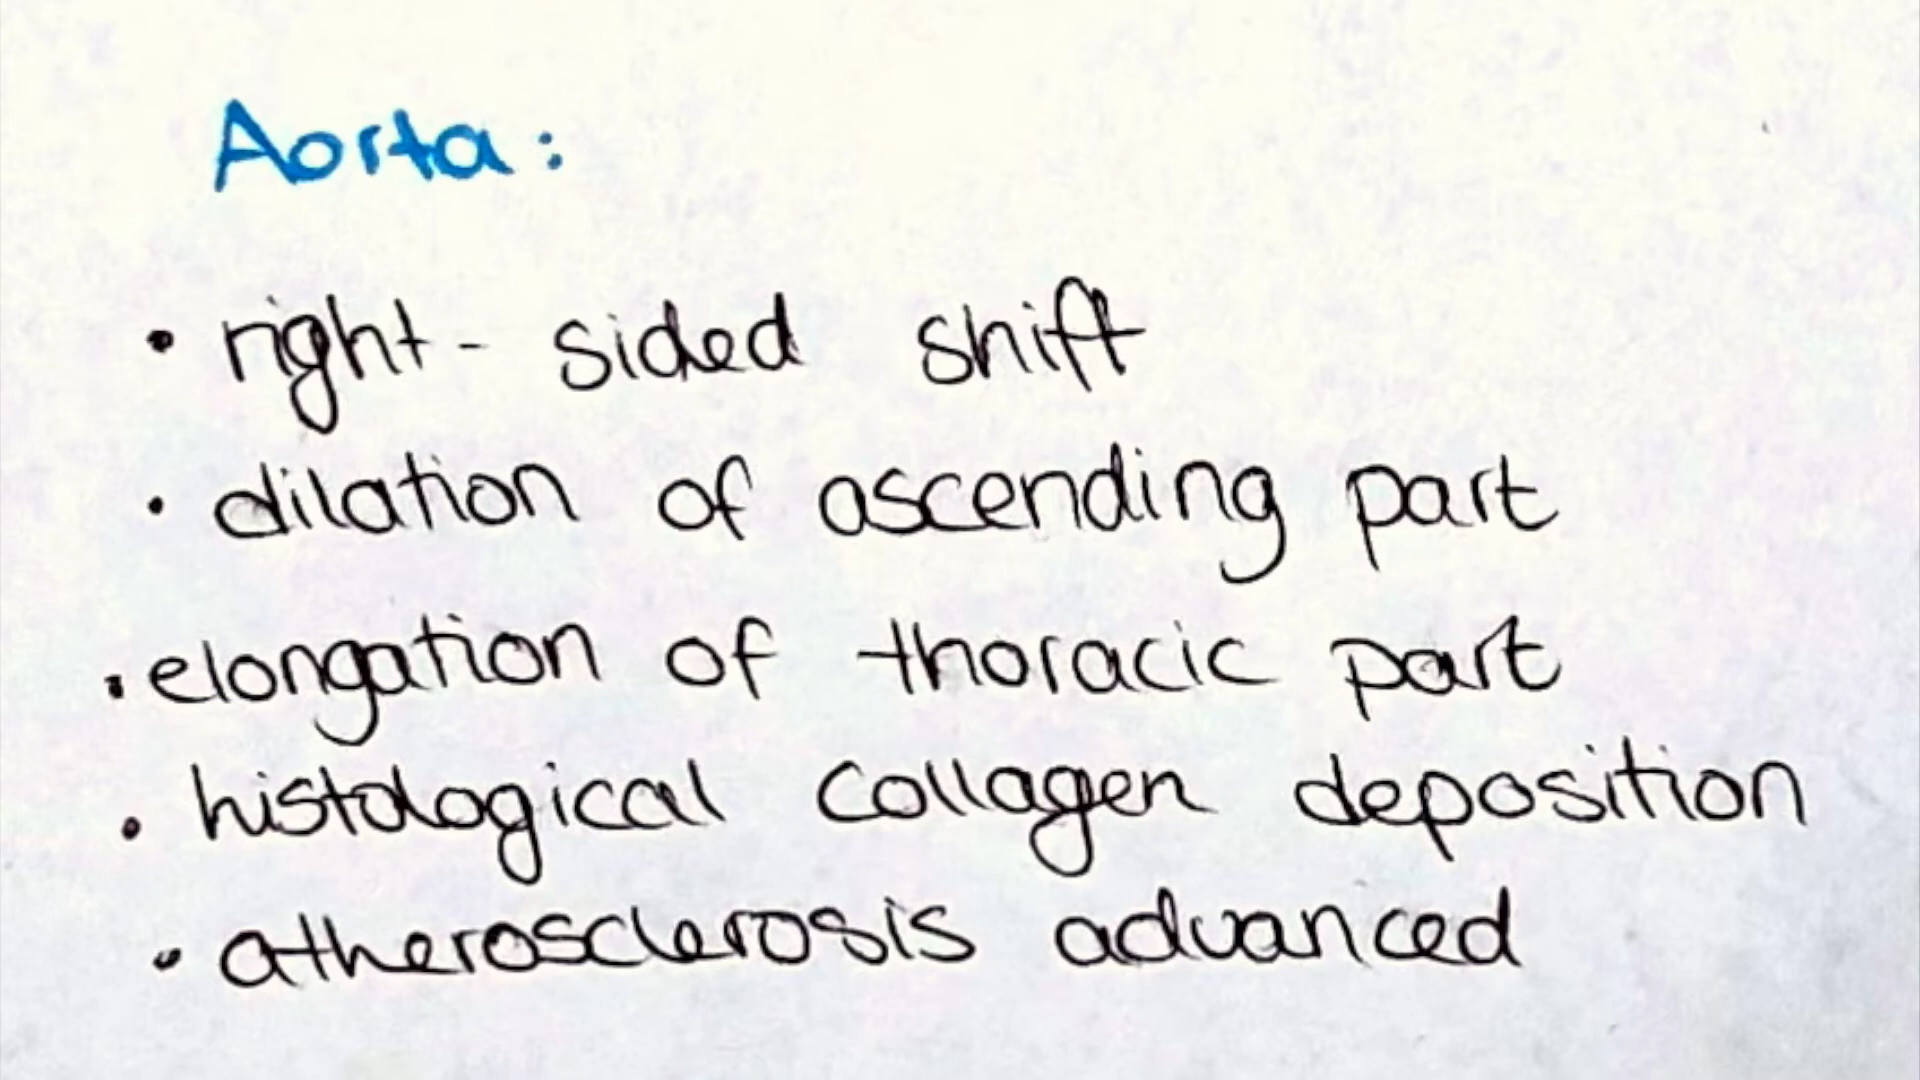 Aorta:
• right-sided shift
• dilation of ascending part
• elongation of thoracic part
• histological collagen deposition
• atherosclerosis advanced